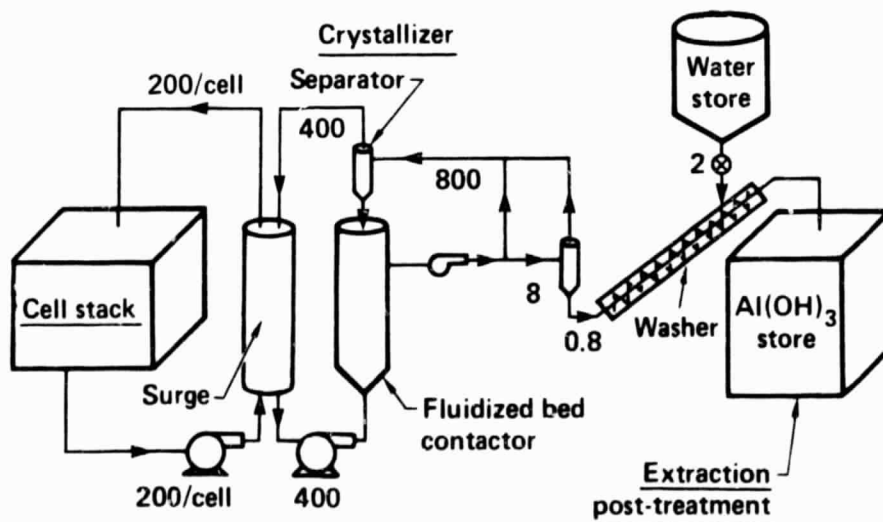 Crystallizer
Separator
200/cell
400
Water
store
800
2
Cell stack
8
Al(OH)3
store
Washer
0.8
Surge
Fluidized bed
contactor
200/cell
400
Extraction
post-treatment